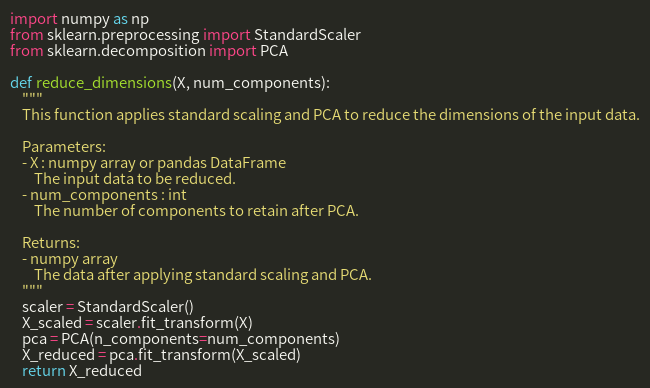 import numpy as np
from sklearn.preprocessing import StandardScaler
from sklearn.decomposition import PCA

def reduce_dimensions(X, num_components):
    """
    This function applies standard scaling and PCA to reduce the dimensions of the input data.

    Parameters:
    - X : numpy array or pandas DataFrame
        The input data to be reduced.
    - num_components : int
        The number of components to retain after PCA.

    Returns:
    - numpy array
        The data after applying standard scaling and PCA.
    """
    scaler = StandardScaler()
    X_scaled = scaler.fit_transform(X)
    pca = PCA(n_components=num_components)
    X_reduced = pca.fit_transform(X_scaled)
    return X_reduced